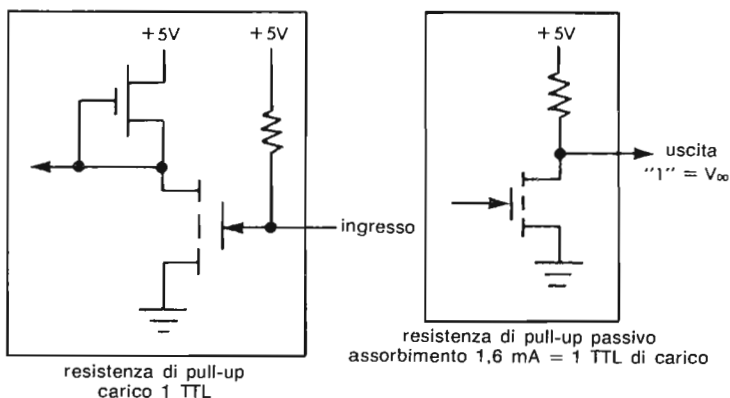 +5V
+5V
ingresso
resistenza di pull-up
carico 1 TTL
+5V
uscita
"1" = V∞
resistenza di pull-up passivo
assorbimento 1,6 mA = 1 TTL di carico